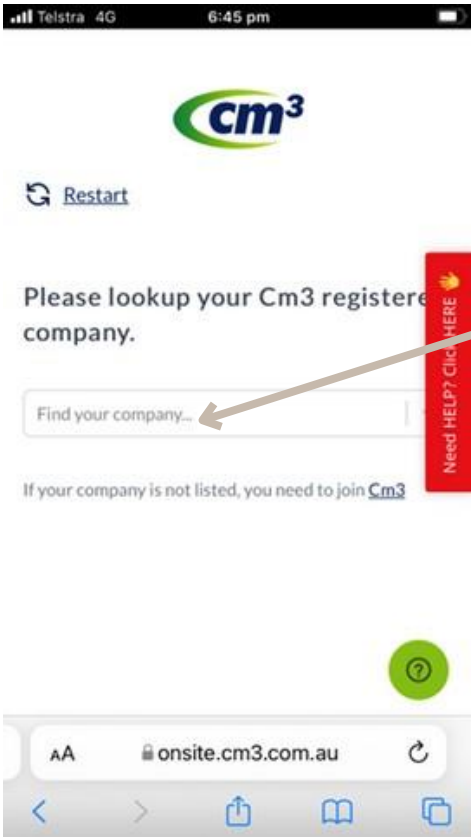 Telstra 4G 6:45 pm
cm³
Restart
Please lookup your Cm3 registere
company.
Need HELP? Click HERE
Find your company...
If your company is not listed, you need to join Cm3
AA onsite.cm3.com.au